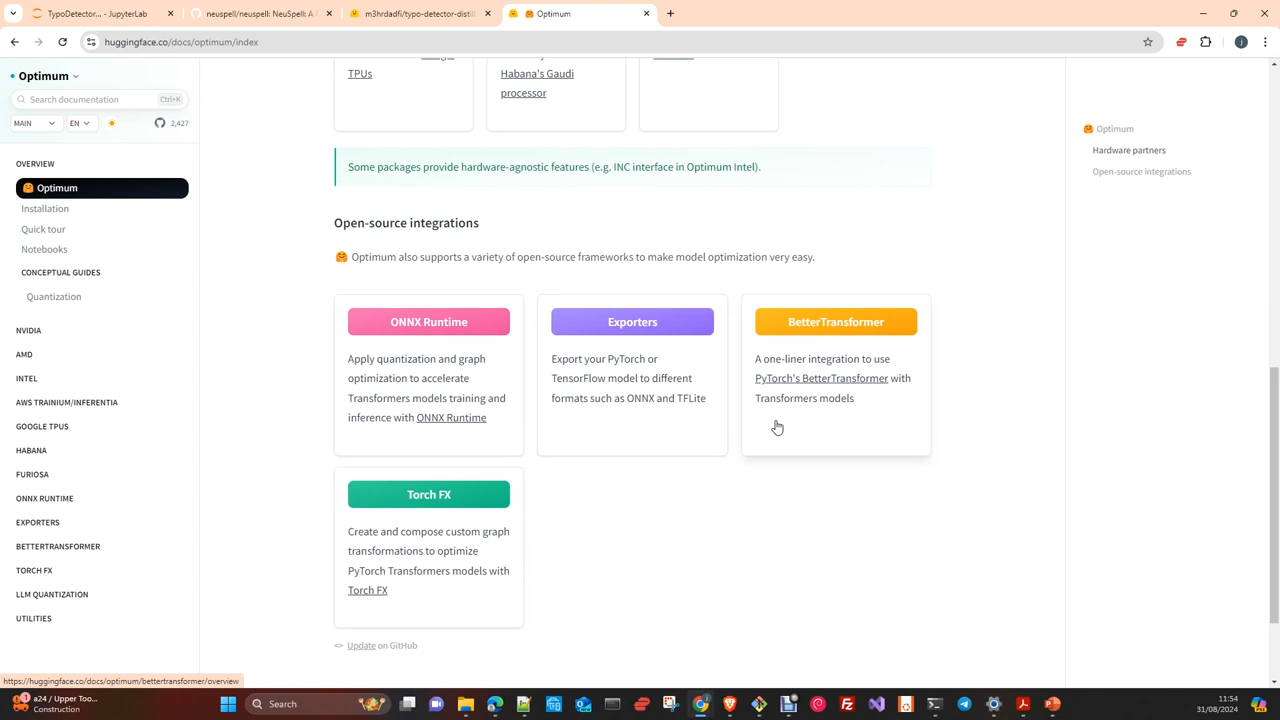 TypoDetector... - JupyterLab
neuspell/neuspell: NeuSpell: A N
m3hrdadfi/typo-detector-distil
Optimum
huggingface.co/docs/optimum/index
Optimum
Search documentation Ctrl+K
MAIN EN 2,427
OVERVIEW
Optimum
Installation
Quick tour
Notebooks
CONCEPTUAL GUIDES
Quantization
NVIDIA
AMD
INTEL
AWS TRAINIUM/INFERENTIA
GOOGLE TPUS
HABANA
FURIOSA
ONNX RUNTIME
EXPORTERS
BETTERTRANSFORMER
TORCH FX
LLM QUANTIZATION
UTILITIES
TPUs
Habana's Gaudi
processor
Some packages provide hardware-agnostic features (e.g. INC interface in Optimum Intel).
Open-source integrations
Optimum also supports a variety of open-source frameworks to make model optimization very easy.
ONNX Runtime
Apply quantization and graph
optimization to accelerate
Transformers models training and
inference with ONNX Runtime
Exporters
Export your PyTorch or
TensorFlow model to different
formats such as ONNX and TFLite
BetterTransformer
A one-liner integration to use
PyTorch's BetterTransformer with
Transformers models
Torch FX
Create and compose custom graph
transformations to optimize
PyTorch Transformers models with
Torch FX
<> Update on GitHub
Optimum
Hardware partners
Open-source integrations
https://huggingface.co/docs/optimum/bettertransformer/overview
a24 / Upper Too...
Construction
Search
11:54
31/08/2024